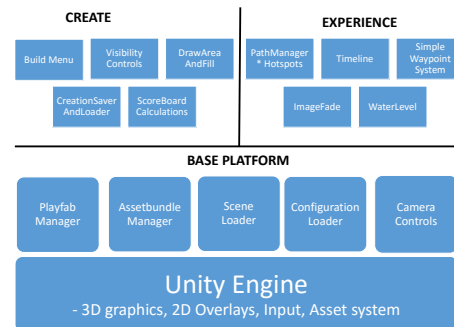 CREATE
EXPERIENCE
Build Menu
Visibility
Controls
DrawArea
AndFill
PathManager
* Hotspots
Timeline
Simple
Waypoint
System
CreationSaver
AndLoader
ScoreBoard
Calculations
ImageFade
WaterLevel
BASE PLATFORM
Playfab
Manager
Assetbundle
Manager
Scene
Loader
Configuration
Loader
Camera
Controls
Unity Engine
- 3D graphics, 2D Overlays, Input, Asset system